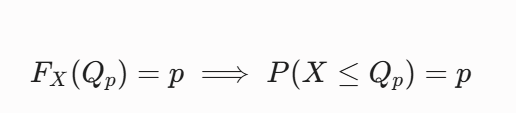 F_X(Q_p) = p ⟹ P(X ≤ Q_p) = p